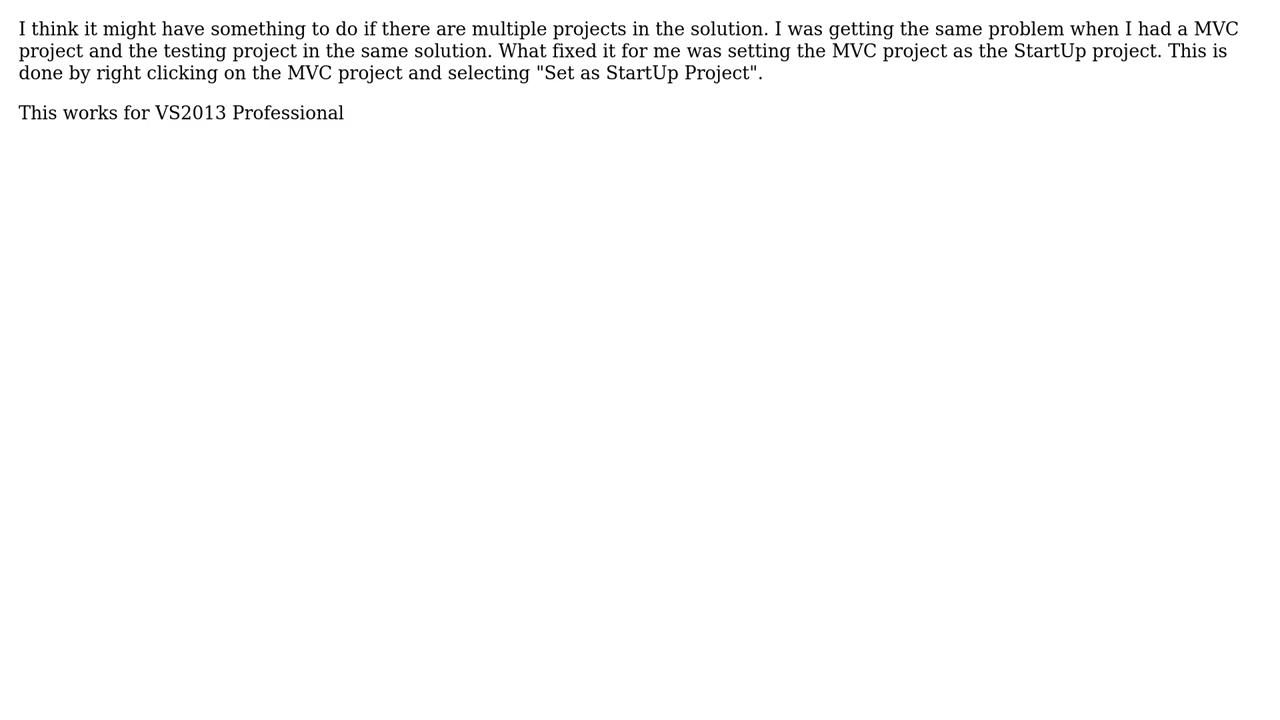 I think it might have something to do if there are multiple projects in the solution. I was getting the same problem when I had a MVC
project and the testing project in the same solution. What fixed it for me was setting the MVC project as the StartUp project. This is
done by right clicking on the MVC project and selecting "Set as StartUp Project".
This works for VS2013 Professional